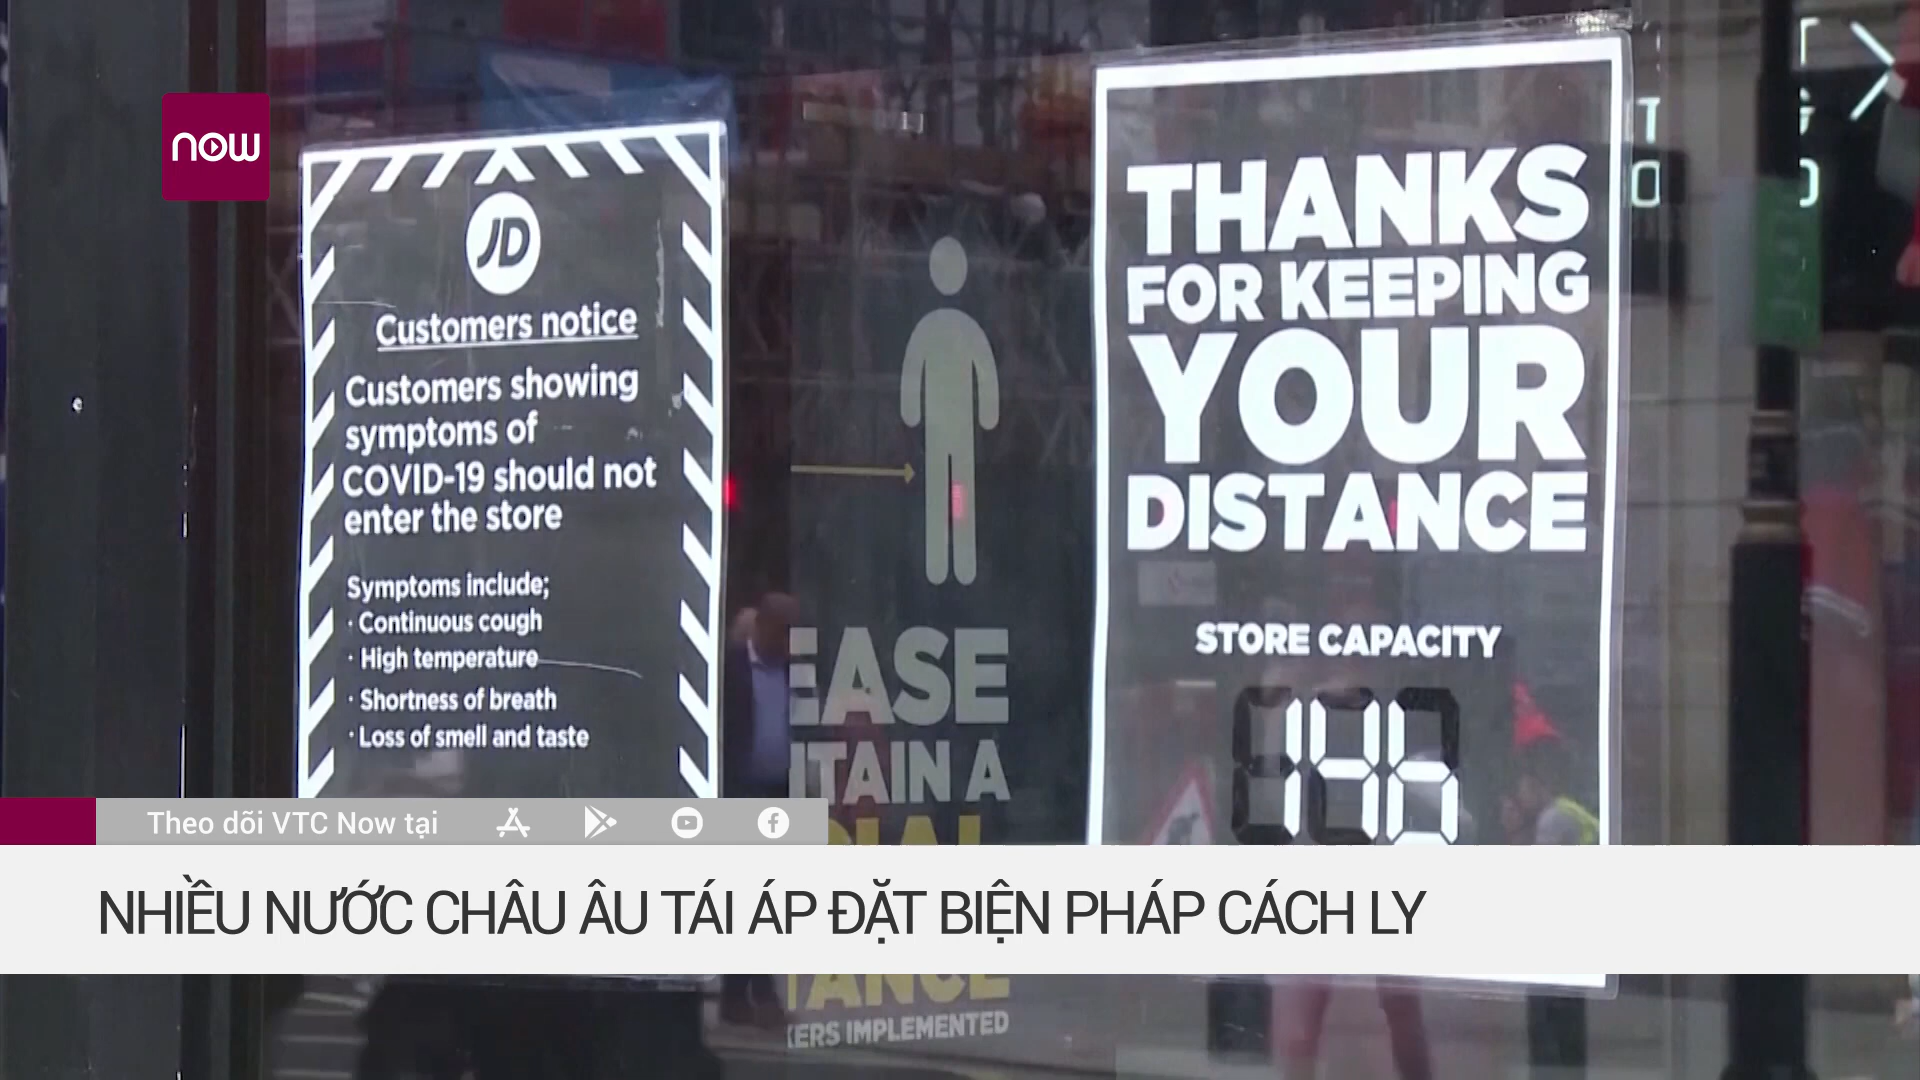 now
JD
Customers notice
Customers showing
symptoms of
COVID-19 should not
enter the store
Symptoms include;
· Continuous cough
· High temperature
· Shortness of breath
· Loss of smell and taste
EASE
TAIN A
IMPLEMENTED
THANKS
FOR KEEPING
YOUR
DISTANCE
STORE CAPACITY
146
Theo dõi VTC Now tại
NHIỀU NƯỚC CHÂU ÂU TÁI ÁP ĐẶT BIỆN PHÁP CÁCH LY